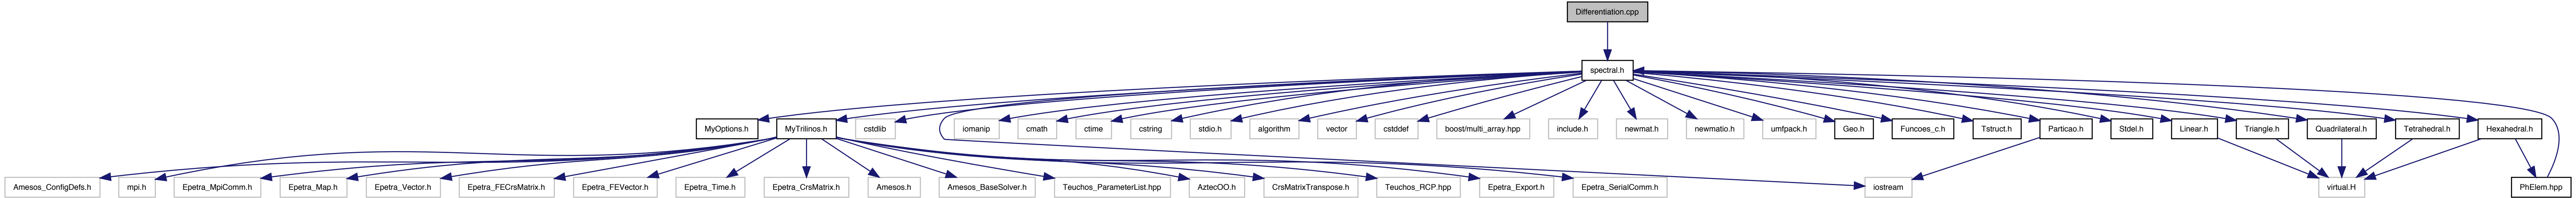 Differentiation.cpp
spectral.h
MyOptions.h
MyTrilinos.h
cstdlib
iomanip
cmath
ctime
cstring
stdio.h
algorithm
vector
cstddef
boost/multi_array.hpp
include.h
newmat.h
newmatio.h
umfpack.h
Geo.h
Funcoes_c.h
Tstruct.h
Particao.h
Stdel.h
Linear.h
Triangle.h
Quadrilateral.h
Tetrahedral.h
Hexahedral.h
Amesos_ConfigDefs.h
mpi.h
Epetra_MpiComm.h
Epetra_Map.h
Epetra_Vector.h
Epetra_FECrsMatrix.h
Epetra_FEVector.h
Epetra_Time.h
Epetra_CrsMatrix.h
Amesos.h
Amesos_BaseSolver.h
Teuchos_ParameterList.hpp
AztecOO.h
CrsMatrixTranspose.h
Teuchos_RCP.hpp
Epetra_Export.h
Epetra_SerialComm.h
iostream
virtual.H
PhElem.hpp